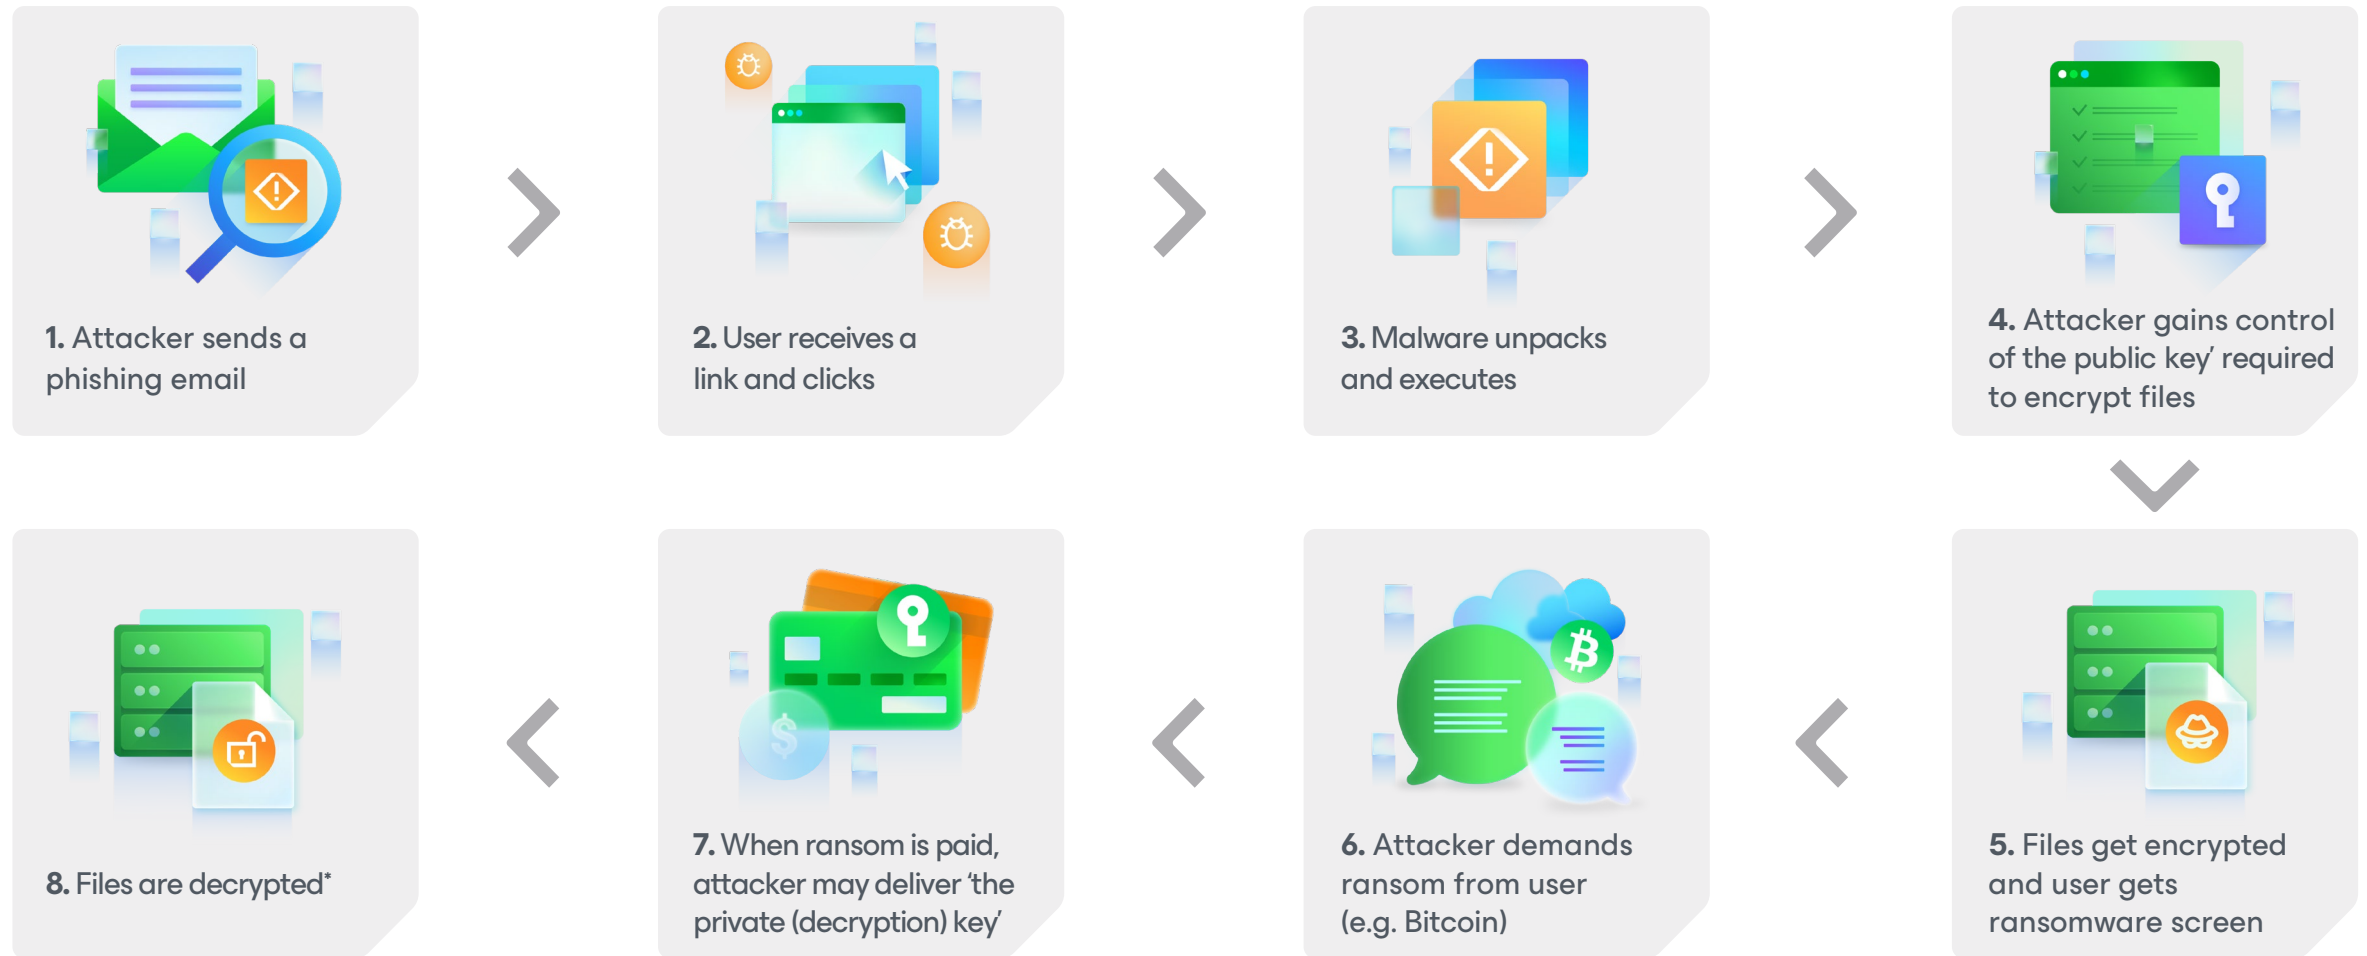 1. Attacker sends a
phishing email
2. User receives a
link and clicks
3. Malware unpacks
and executes
4. Attacker gains control
of the public key’ required
to encrypt files
5. Files get encrypted
and user gets
ransomware screen
6. Attacker demands
ransom from user
(e.g. Bitcoin)
7. When ransom is paid,
attacker may deliver ‘the
private (decryption) key’
8. Files are decrypted*